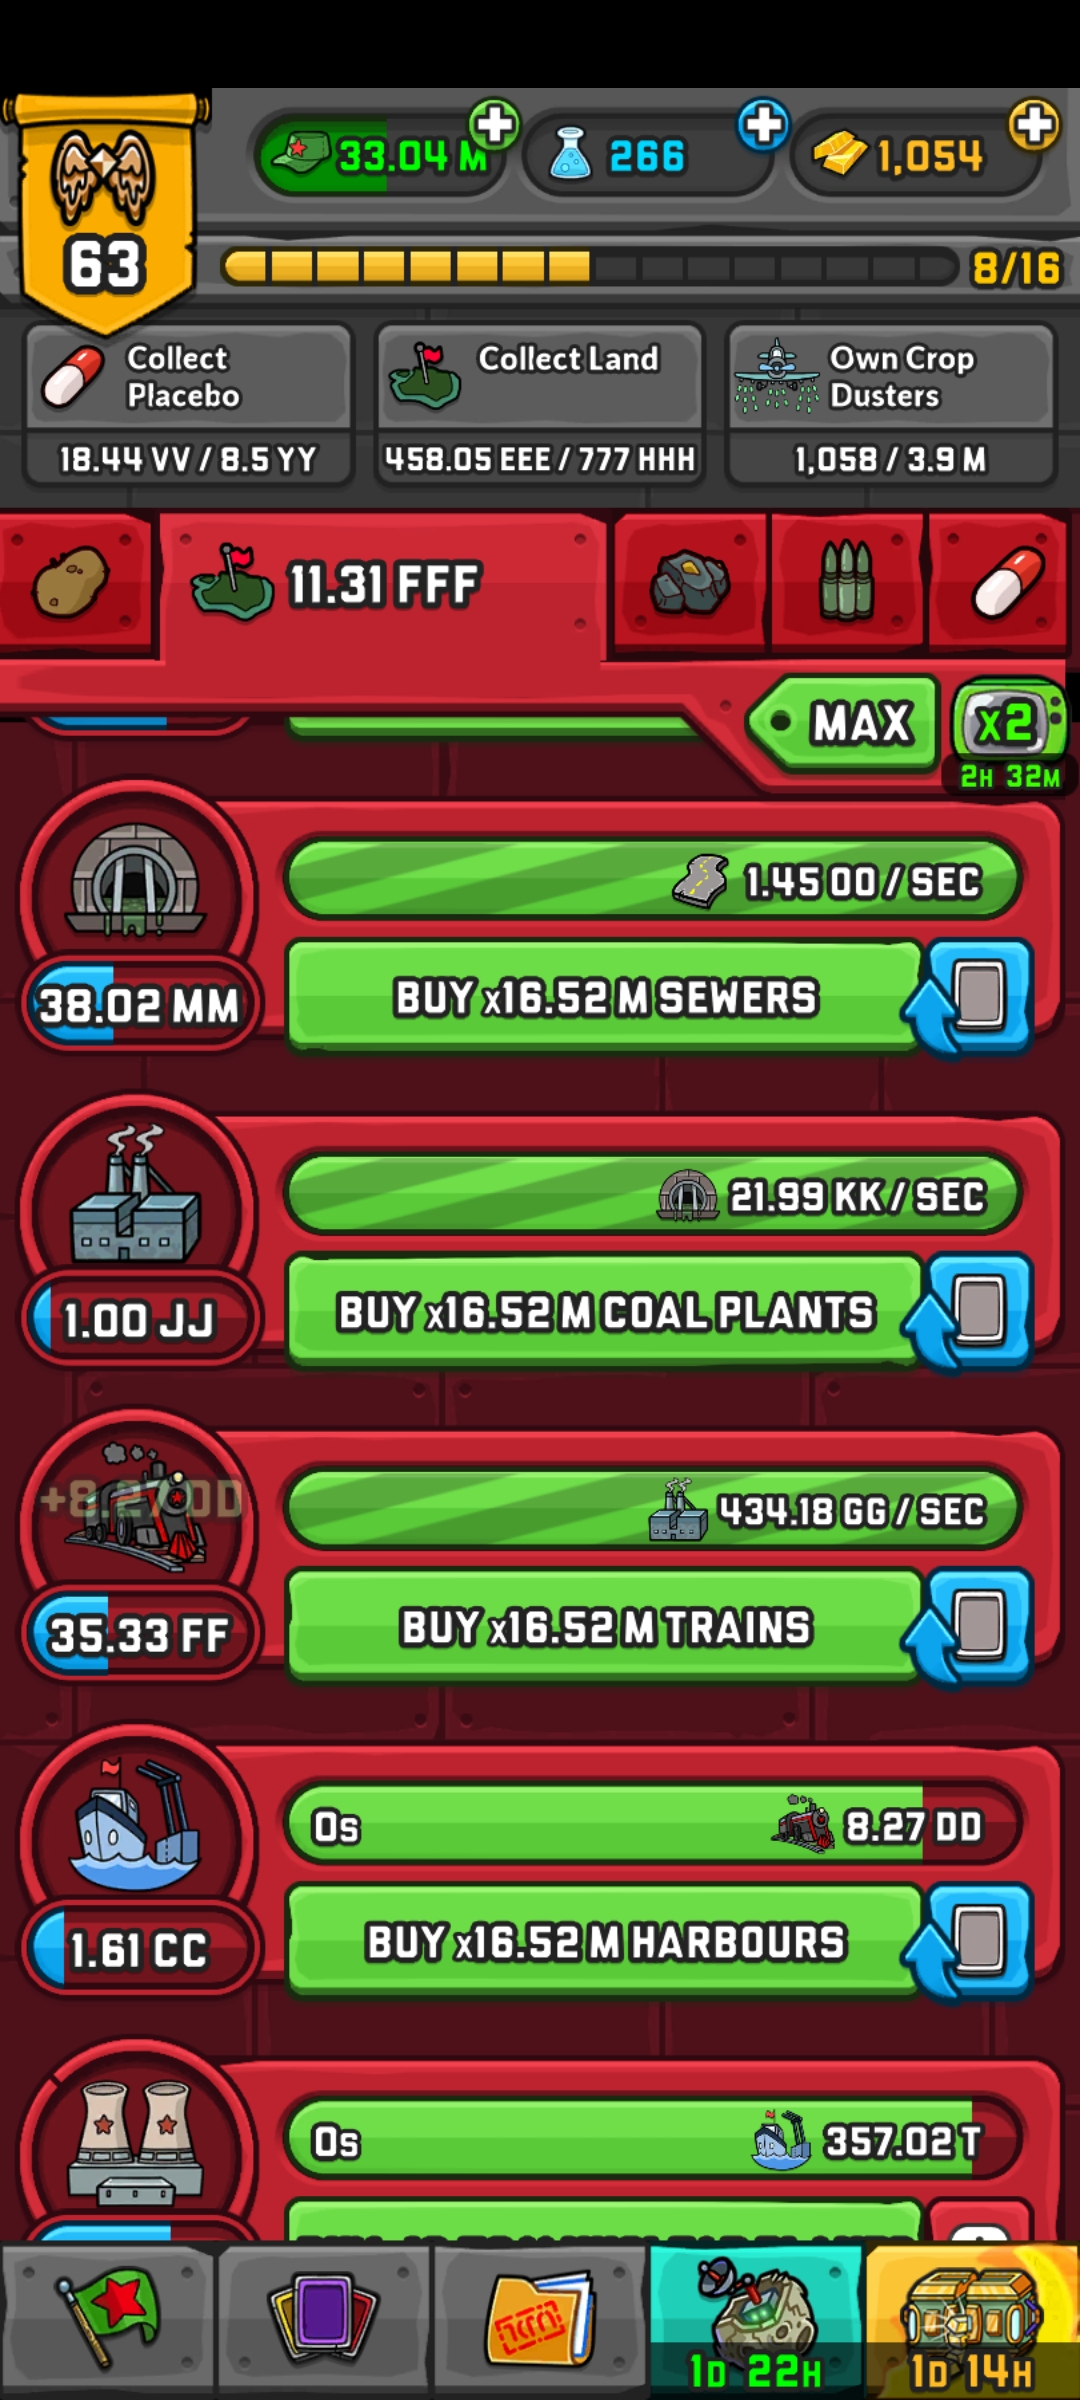 33.04 M
266
1,054
63
8/16
Collect
Placebo
18.44 VV / 8.5 YY
Collect Land
458.05 EEE / 777 HHH
Own Crop
Dusters
1,058 / 3.9 M
11.31 FFF
MAX
x2
2H 32M
1.45 OO / SEC
38.02 MM
BUY x16.52 M SEWERS
21.99 KK / SEC
1.00 JJ
BUY x16.52 M COAL PLANTS
+8.27 DD
434.18 GG / SEC
35.33 FF
BUY x16.52 M TRAINS
0s
8.27 DD
1.61 CC
BUY x16.52 M HARBOURS
0s
357.02 T
1D 22H
1D 14H